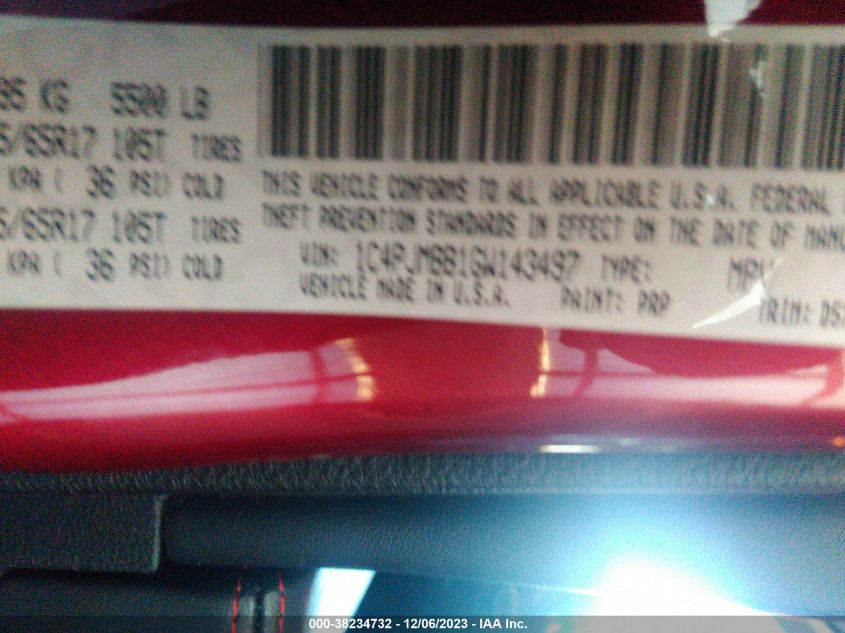 95 KG 5500 LB
5/65R17 105T TIRES
KPA ( 36 PSI) COLD
5/65R17 105T TIRES
KPA ( 36 PSI) COLD
THIS VEHICLE CONFORMS TO ALL APPLICABLE U.S.A. FEDERAL
THEFT PREVENTION STANDARDS IN EFFECT ON THE DATE OF MANU
VIN: 1C4PJMBB1GW143497 TYPE: MPV
VEHICLE MADE IN U.S.A. PAINT: PRP TRIM: DS
000-38234732 - 12/06/2023 - IAA Inc.